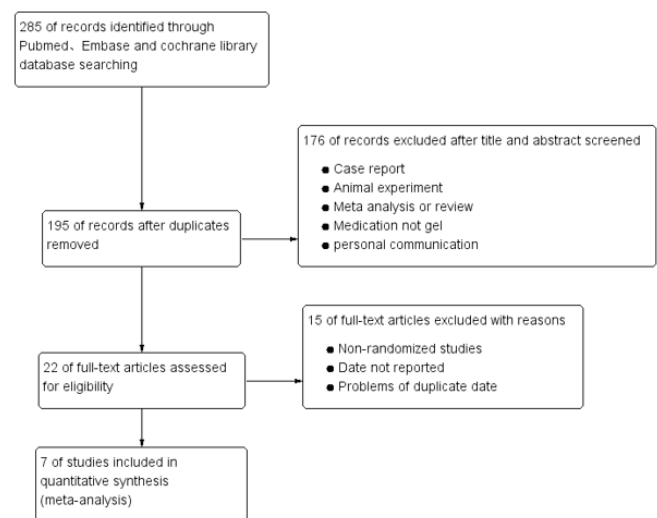 285 of records identified through
Pubmed、Embase and cochrane library
database searching
176 of records excluded after title and abstract screened
● Case report
● Animal experiment
● Meta analysis or review
● Medication not gel
● personal communication
195 of records after duplicates
removed
15 of full-text articles excluded with reasons
● Non-randomized studies
● Date not reported
● Problems of duplicate date
22 of full-text articles assessed
for eligibility
7 of studies included in
quantitative synthesis
(meta-analysis)